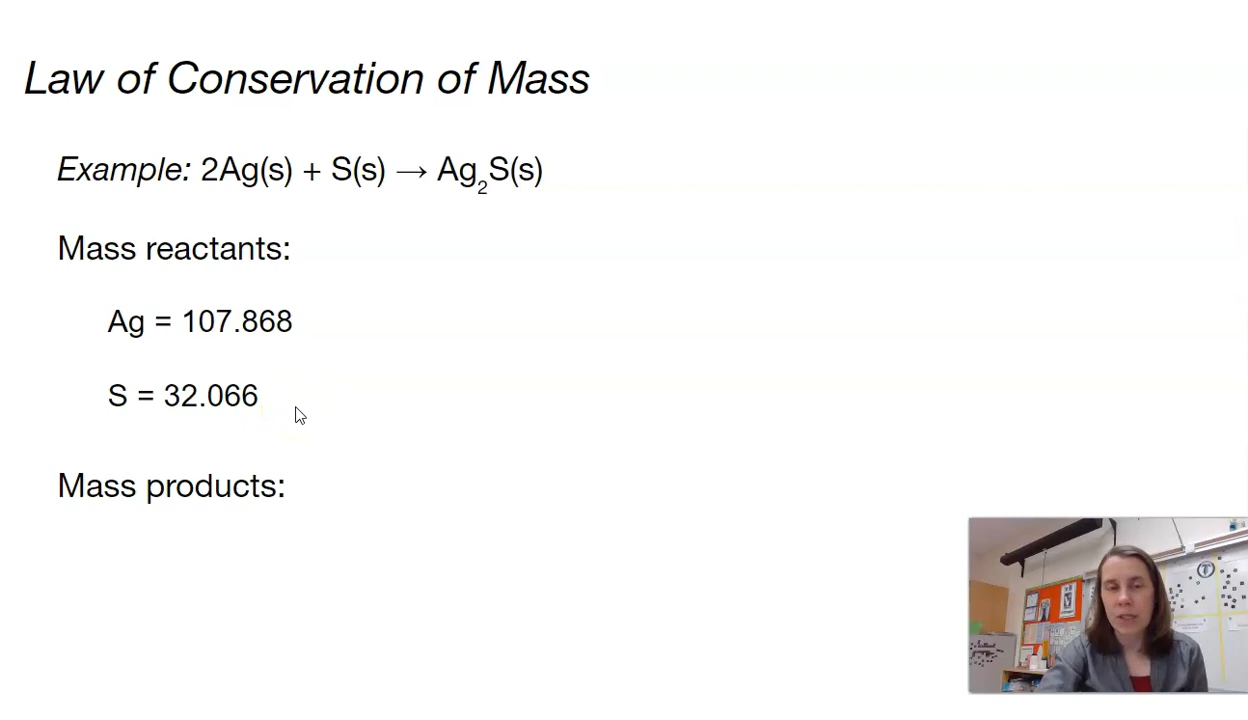 Law of Conservation of Mass
Example: 2Ag(s) + S(s) → Ag₂S(s)
Mass reactants:
Ag = 107.868
S = 32.066
Mass products: